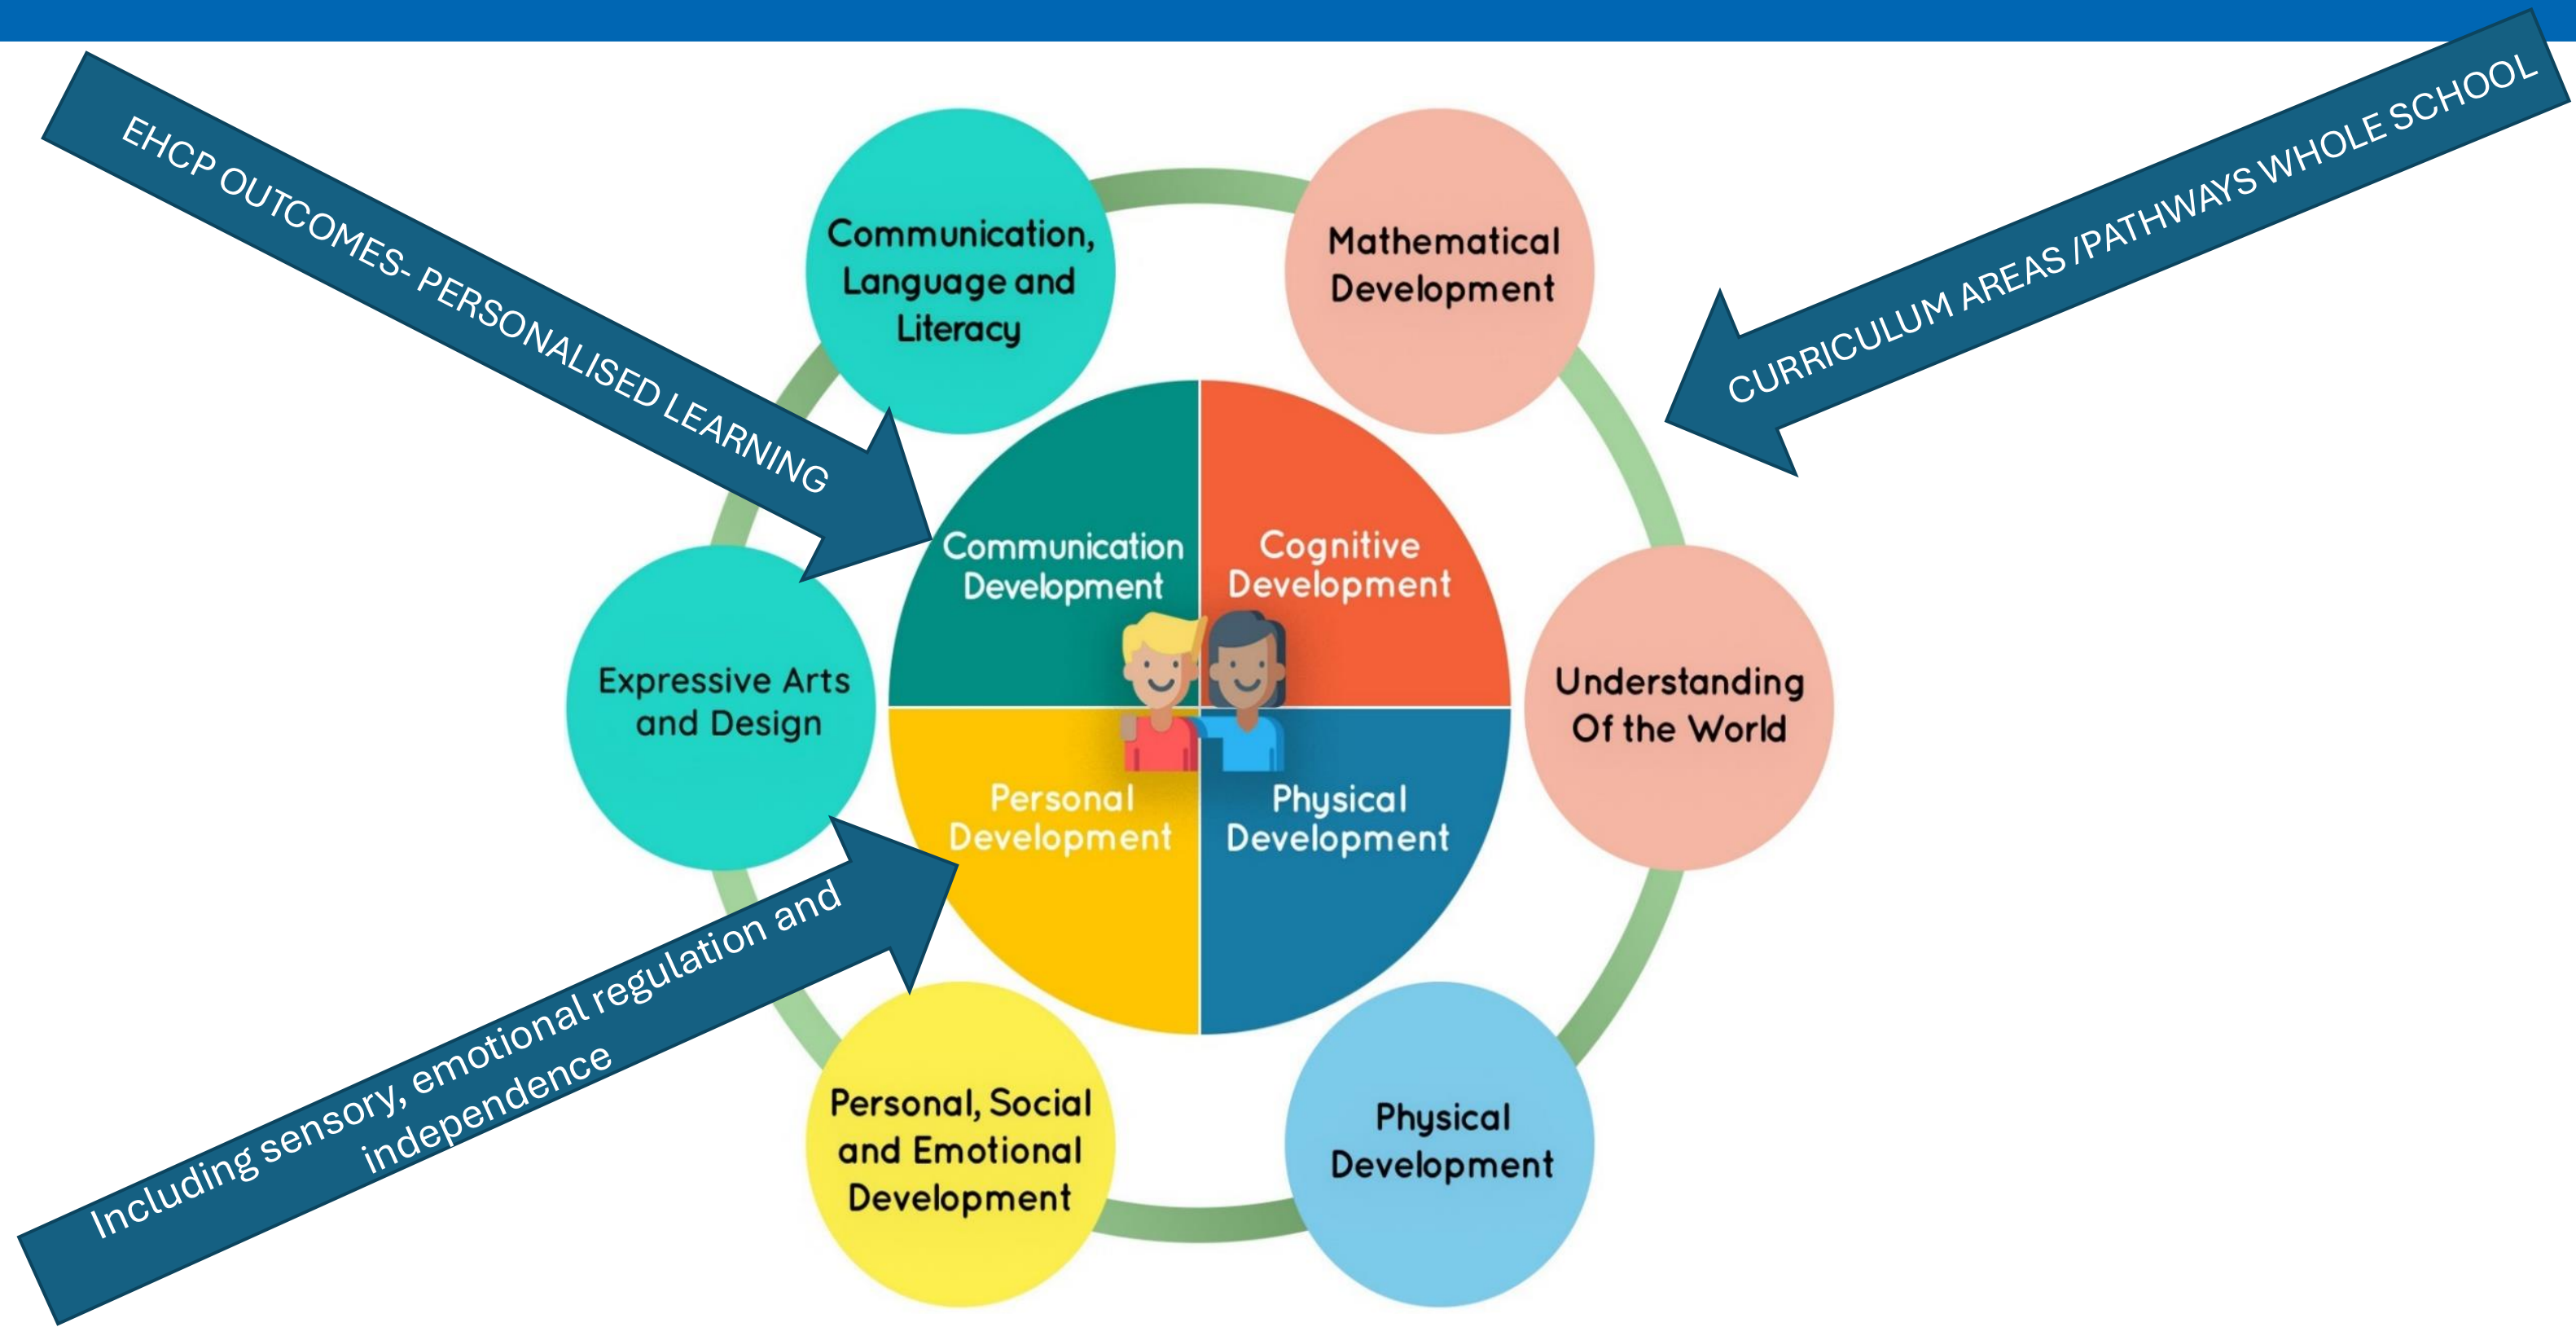 EHCP OUTCOMES- PERSONALISED LEARNING
CURRICULUM AREAS /PATHWAYS WHOLE SCHOOL
Communication,
Language and
Literacy
Mathematical
Development
Communication
Development
Cognitive
Development
Expressive Arts
and Design
Understanding
Of the World
Personal
Development
Physical
Development
Including sensory, emotional regulation and
independence
Personal, Social
and Emotional
Development
Physical
Development